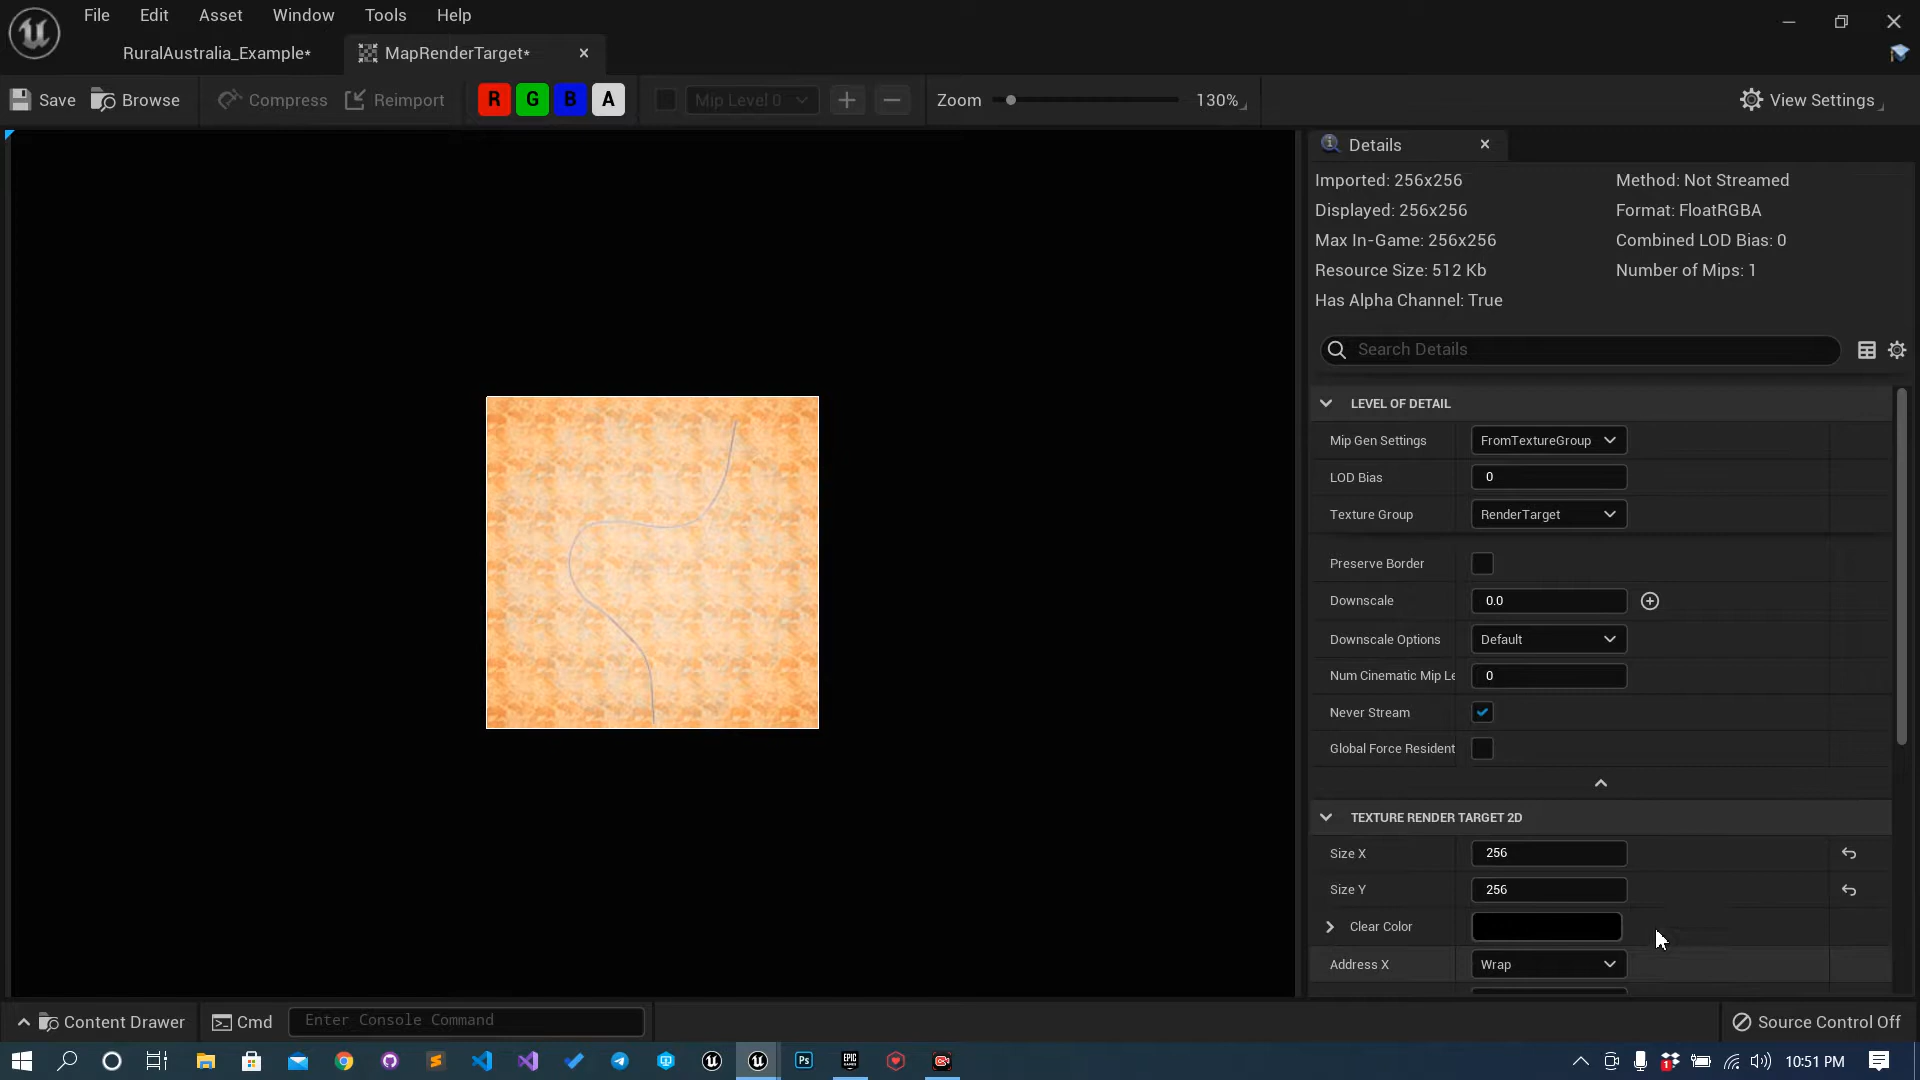 File Edit Asset Window Tools Help
RuralAustralia_Example* MapRenderTarget*
Save Browse Compress Reimport R G B A Mip Level 0 Zoom 130% View Settings
Details
Imported: 256x256 Method: Not Streamed
Displayed: 256x256 Format: FloatRGBA
Max In-Game: 256x256 Combined LOD Bias: 0
Resource Size: 512 Kb Number of Mips: 1
Has Alpha Channel: True
Search Details
LEVEL OF DETAIL
Mip Gen Settings FromTextureGroup
LOD Bias 0
Texture Group RenderTarget
Preserve Border
Downscale 0.0
Downscale Options Default
Num Cinematic Mip Le 0
Never Stream
Global Force Resident
TEXTURE RENDER TARGET 2D
Size X 256
Size Y 256
Clear Color
Address X Wrap
Content Drawer Cmd Enter Console Command Source Control Off
Ps EPIC GAMES 1 10:51 PM